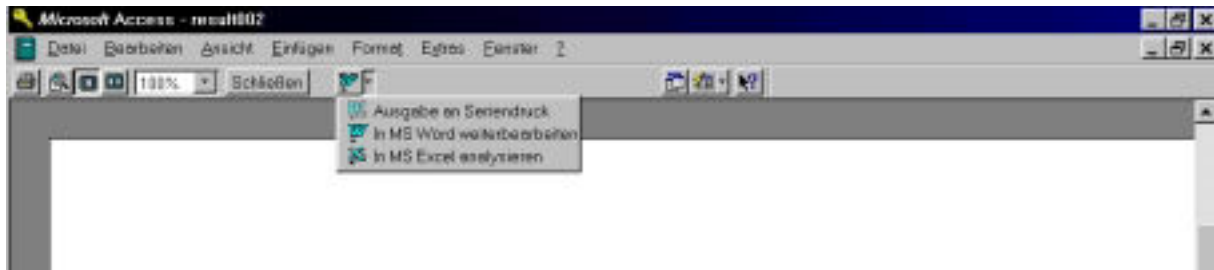 Microsoft Access - result002
Datei Bearbeiten Ansicht Einfügen Format Extras Fenster ?
100% Schließen
Ausgabe an Seriendruck
In MS Word weiterbearbeiten
In MS Excel analysieren